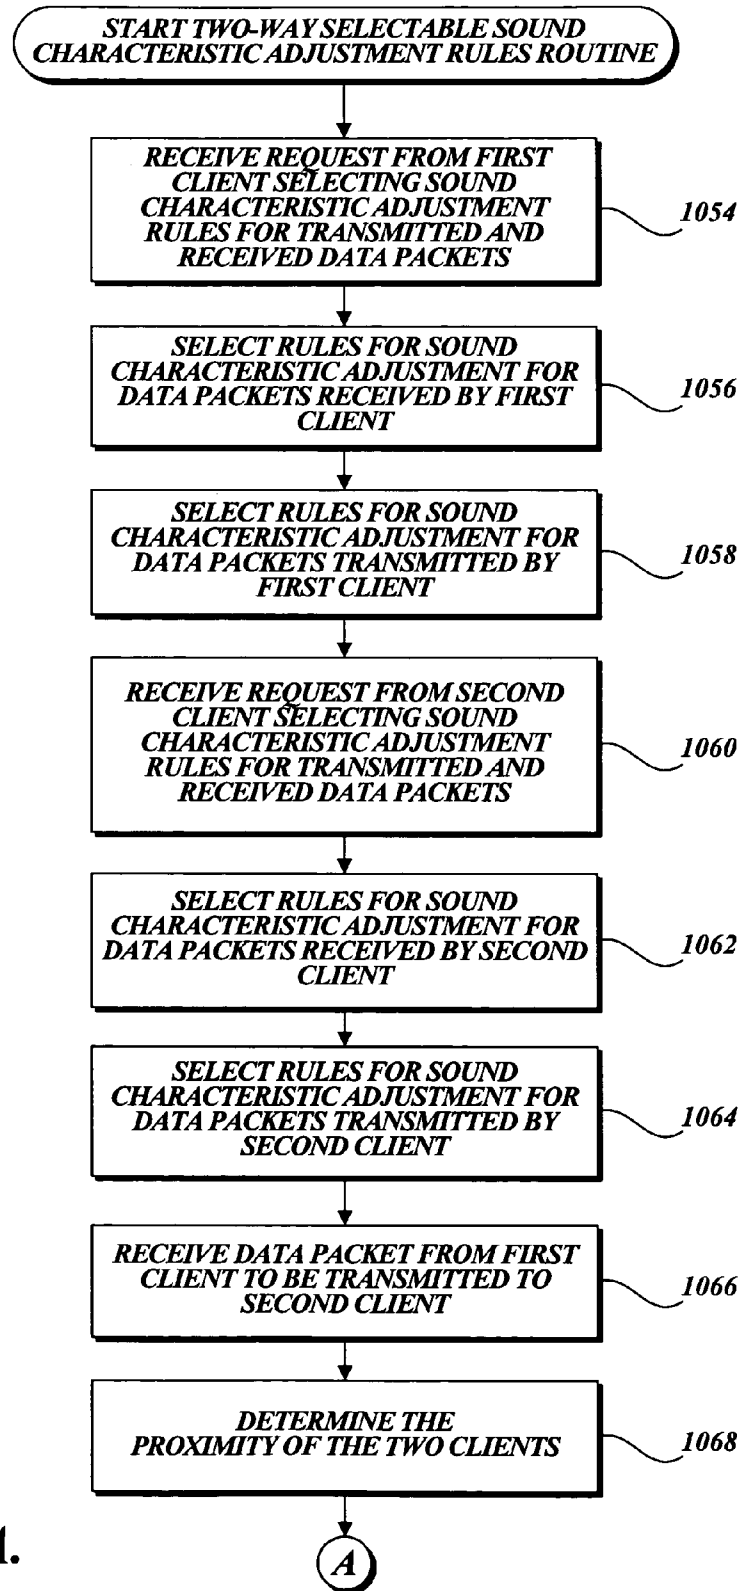 START TWO-WAY SELECTABLE SOUND
CHARACTERISTIC ADJUSTMENT RULES ROUTINE
RECEIVE REQUEST FROM FIRST
CLIENT SELECTING SOUND
CHARACTERISTIC ADJUSTMENT
RULES FOR TRANSMITTED AND
RECEIVED DATA PACKETS
1054
SELECT RULES FOR SOUND
CHARACTERISTIC ADJUSTMENT FOR
DATA PACKETS RECEIVED BY FIRST
CLIENT
1056
SELECT RULES FOR SOUND
CHARACTERISTIC ADJUSTMENT FOR
DATA PACKETS TRANSMITTED BY
FIRST CLIENT
1058
RECEIVE REQUEST FROM SECOND
CLIENT SELECTING SOUND
CHARACTERISTIC ADJUSTMENT
RULES FOR TRANSMITTED AND
RECEIVED DATA PACKETS
1060
SELECT RULES FOR SOUND
CHARACTERISTIC ADJUSTMENT FOR
DATA PACKETS RECEIVED BY SECOND
CLIENT
1062
SELECT RULES FOR SOUND
CHARACTERISTIC ADJUSTMENT FOR
DATA PACKETS TRANSMITTED BY
SECOND CLIENT
1064
RECEIVE DATA PACKET FROM FIRST
CLIENT TO BE TRANSMITTED TO
SECOND CLIENT
1066
DETERMINE THE
PROXIMITY OF THE TWO CLIENTS
1068
A